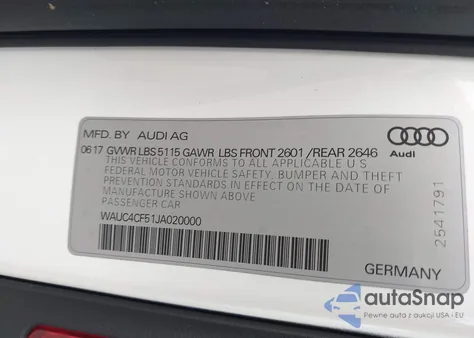 MFD. BY AUDI AG
06 17 GVWR LBS 5115 GAWR LBS FRONT 2601 /REAR 2646
THIS VEHICLE CONFORMS TO ALL APPLICABLE U S
FEDERAL MOTOR VEHICLE SAFETY, BUMPER AND THEFT
PREVENTION STANDARDS IN EFFECT ON THE DATE OF
MANUFACTURE SHOWN ABOVE
PASSENGER CAR
WAUC4CF51JA020000
Audi
2541791
GERMANY
autoSnap
Pewne auta z aukcji USA - EU